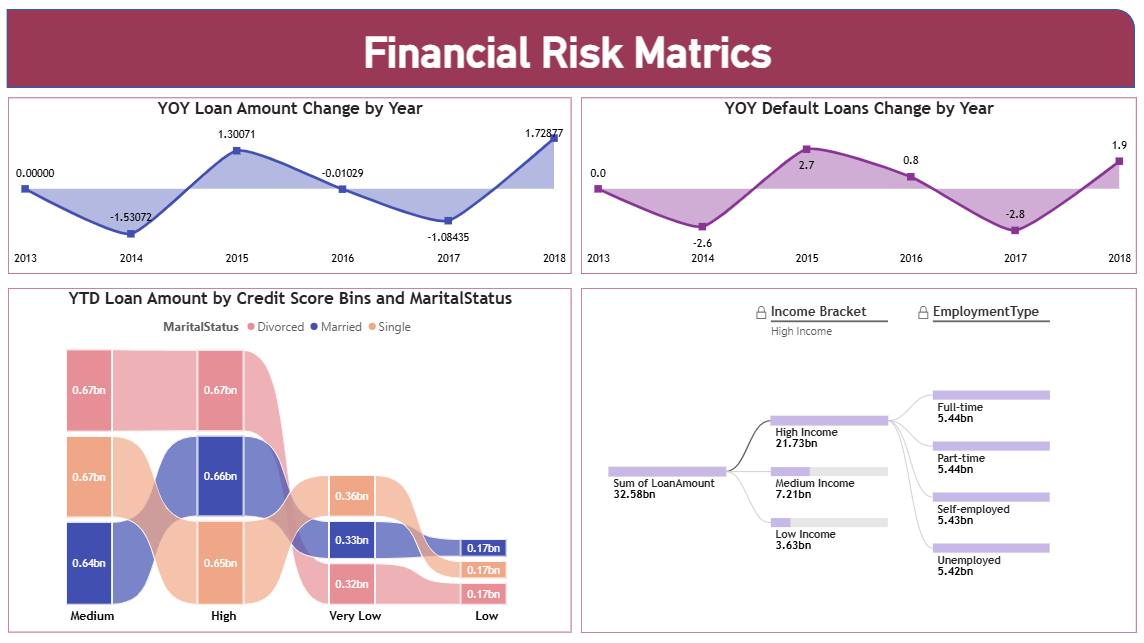 Financial Risk Matrics
YOY Loan Amount Change by Year
0.00000
-1.53072
1.30071
-0.01029
-1.08435
1.72877
2013
2014
2015
2016
2017
2018
YOY Default Loans Change by Year
0.0
-2.6
2.7
0.8
-2.8
1.9
2013
2014
2015
2016
2017
2018
YTD Loan Amount by Credit Score Bins and MaritalStatus
MaritalStatus Divorced Married Single
0.67bn
0.67bn
0.64bn
0.67bn
0.66bn
0.65bn
0.36bn
0.33bn
0.32bn
0.17bn
0.17bn
0.17bn
Medium
High
Very Low
Low
Income Bracket
High Income
EmploymentType
Sum of LoanAmount
32.58bn
High Income
21.73bn
Medium Income
7.21bn
Low Income
3.63bn
Full-time
5.44bn
Part-time
5.44bn
Self-employed
5.43bn
Unemployed
5.42bn